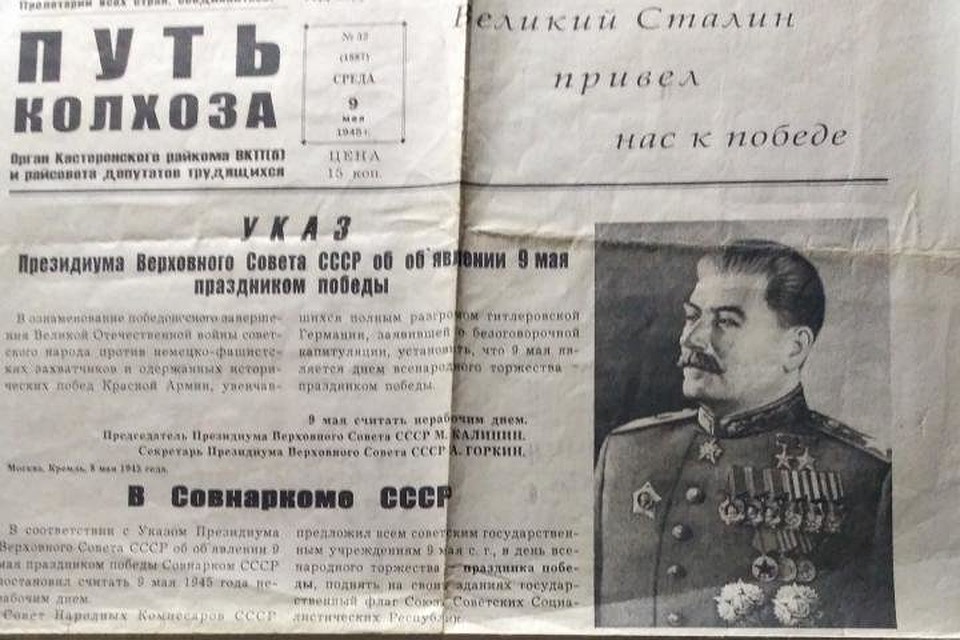 Пролетарии всех стран, соединяйтесь!
ПУТЬ
КОЛХОЗА
Орган Касторенского райкома ВКП(б)
и райсовета депутатов трудящихся
(1887)
СРЕДА
9
мая
1945 г.
ЦЕНА
15 коп.
Великий Сталин
привел
нас к победе
УКАЗ
Президиума Верховного Совета СССР об об'явлении 9 мая
праздником победы
В ознаменование победоносного заверше-
ния Великой Отечественной войны совет-
ского народа против немецко-фашистс-
ких захватчиков и одержанных истори-
ческих побед Красной Армии, увенчав-
шихся полным разгромом гитлеровской
Германии, заявившей о безоговорочной
капитуляции, установить, что 9 мая яв-
ляется днем всенародного торжества -
праздником победы.
9 мая считать нерабочим днем.
Председатель Президиума Верховного Совета СССР М. КАЛИНИН.
Секретарь Президиума Верховного Совета СССР А. ГОРКИН.
Москва, Кремль, 8 мая 1945 года.
В Совнаркоме СССР
В соответствии с Указом Президиума
Верховного Совета СССР об об'явлении 9
мая праздником победы Совнарком СССР
постановил считать 9 мая 1945 года не-
рабочим днем.
Совет Народных Комиссаров СССР
предложил всем советским государствен-
ным учреждениям 9 мая с. г., в день все-
народного торжества - праздника побе-
ды, поднять на своих зданиях государ-
ственный флаг Союза Советских Социа-
листических Республик.